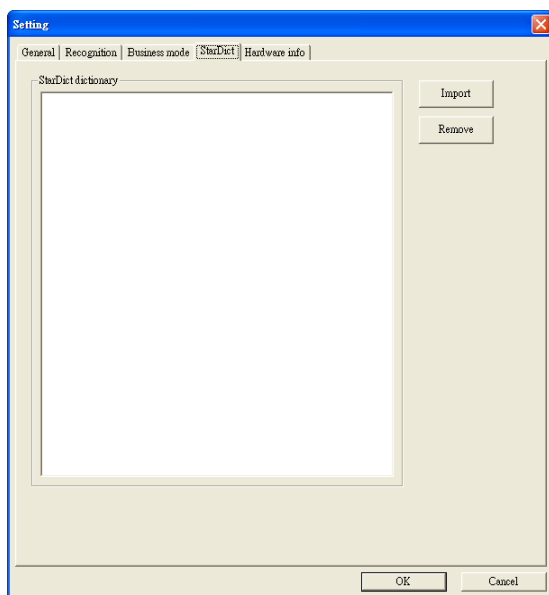 Setting
General Recognition Business mode StarDict Hardware info
StarDict dictionary
Import
Remove
OK Cancel